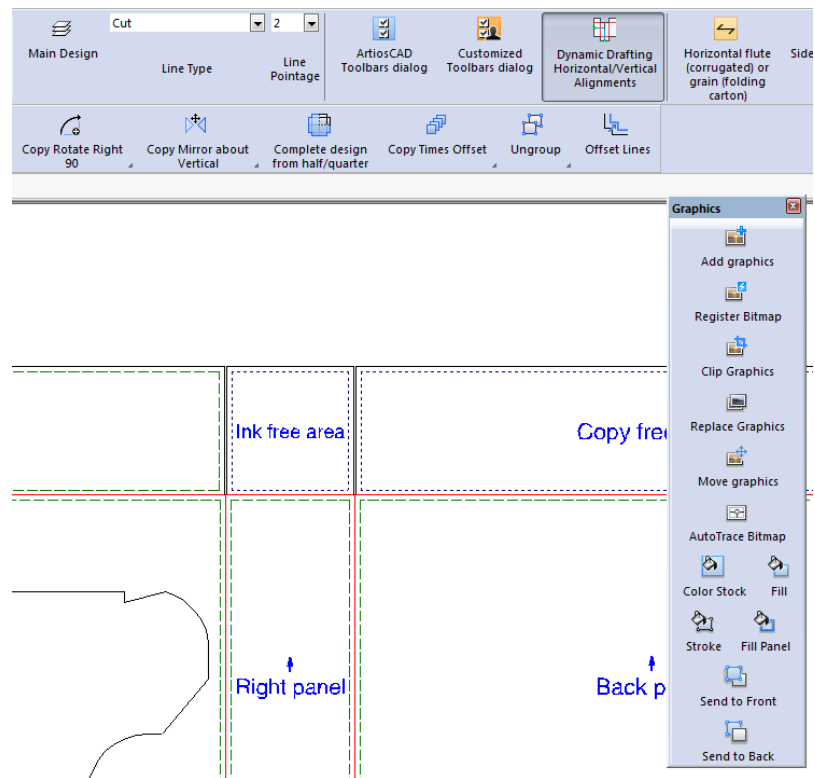 Cut
2
Main Design
Line Type
Line
Pointage
ArtiosCAD
Toolbars dialog
Customized
Toolbars dialog
Dynamic Drafting
Horizontal/Vertical
Alignments
Horizontal flute
(corrugated) or
grain (folding
carton)
Side
Copy Rotate Right
90
Copy Mirror about
Vertical
Complete design
from half/quarter
Copy Times Offset
Ungroup
Offset Lines
Graphics
Add graphics
Register Bitmap
Clip Graphics
Replace Graphics
Move graphics
AutoTrace Bitmap
Color Stock
Fill
Stroke
Fill Panel
Send to Front
Send to Back
Ink free area
Copy free
Right panel
Back p